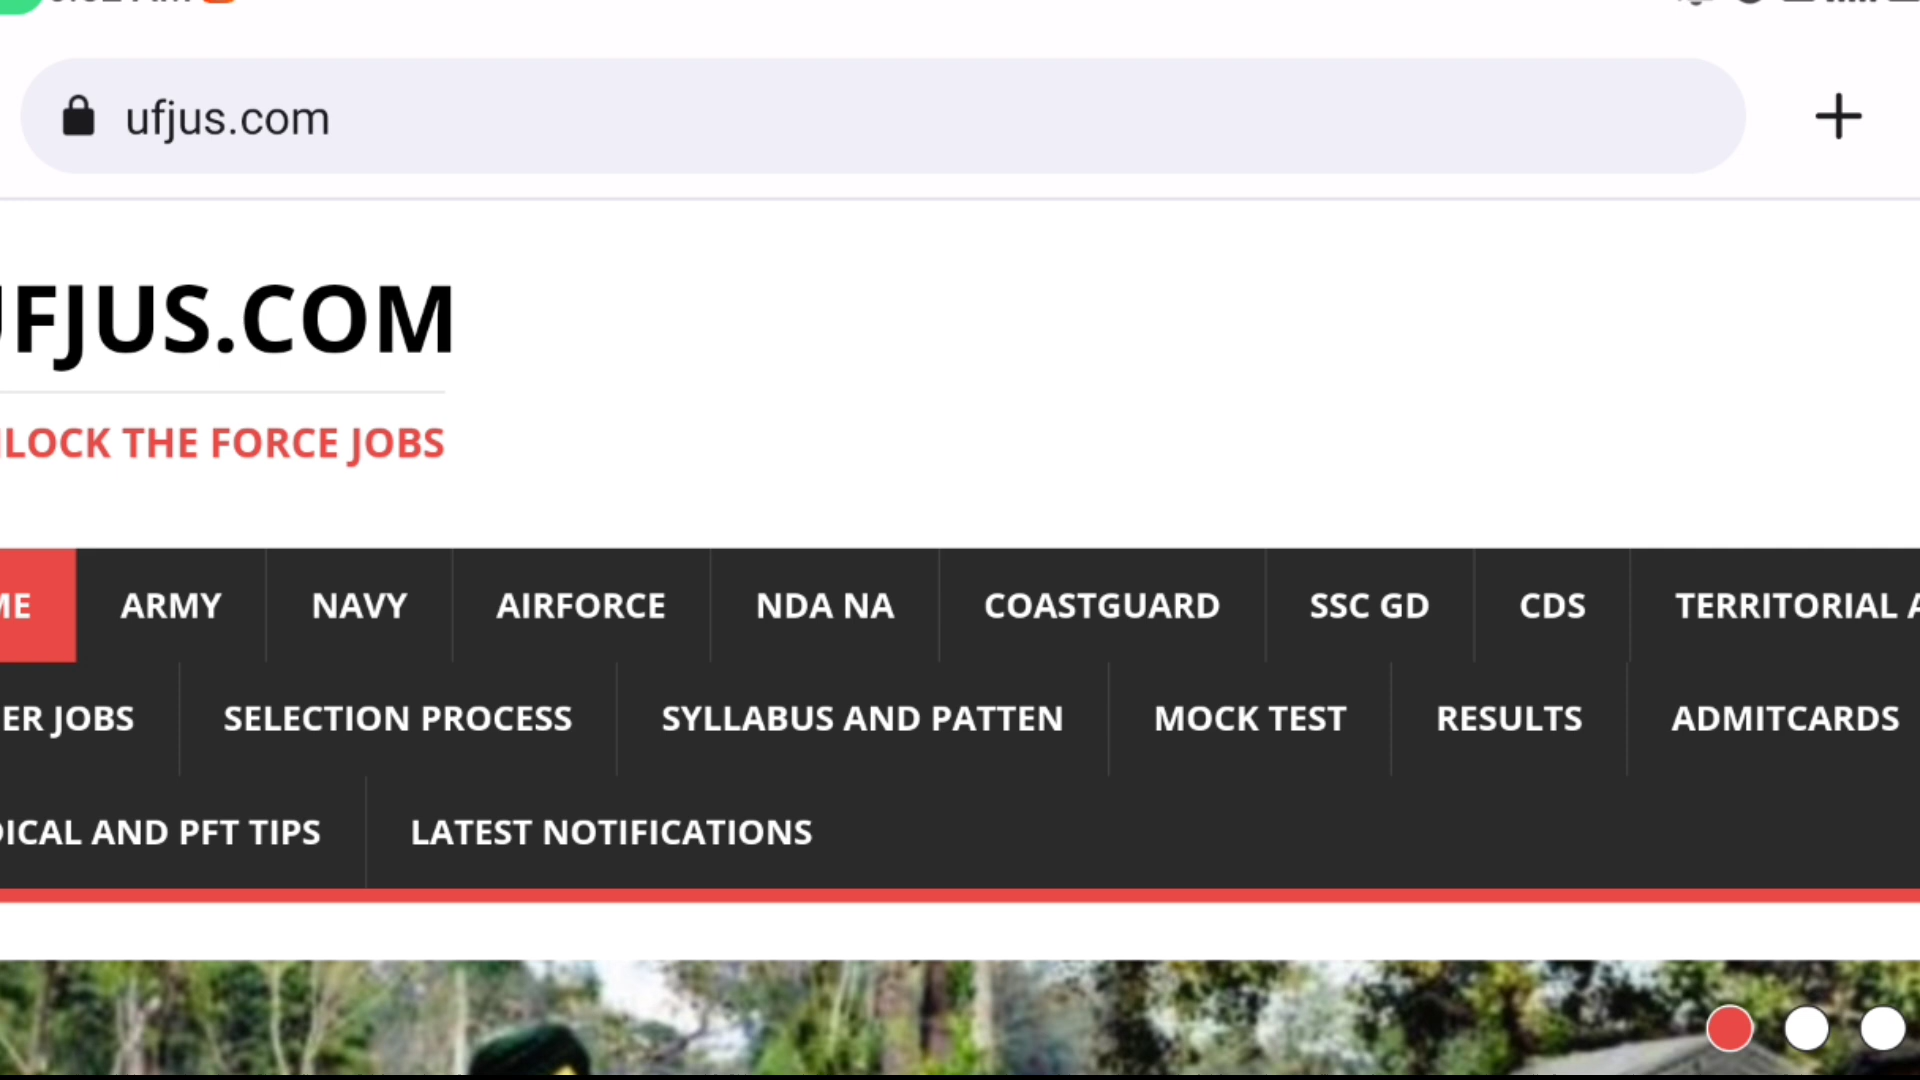 ufjus.com
UFJUS.COM
LOCK THE FORCE JOBS
ME ARMY NAVY AIRFORCE NDA NA COASTGUARD SSC GD CDS TERRITORIAL A
ER JOBS SELECTION PROCESS SYLLABUS AND PATTEN MOCK TEST RESULTS ADMITCARDS
DICAL AND PFT TIPS LATEST NOTIFICATIONS